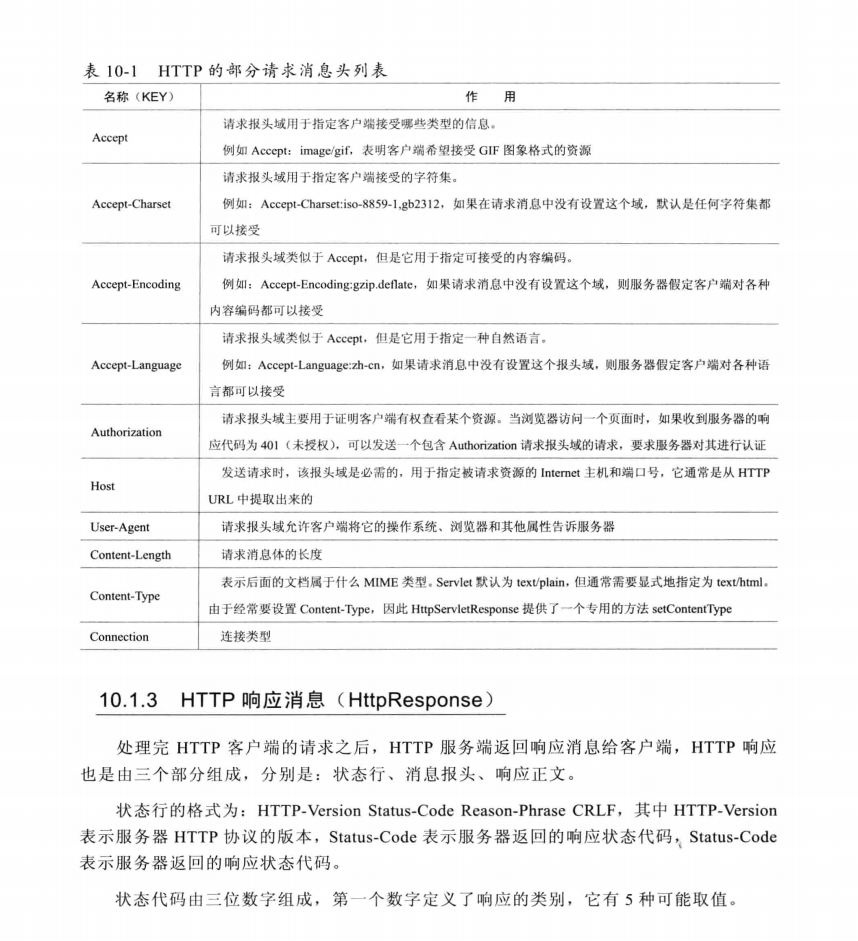 表 10-1 HTTP 的部分请求消息头列表
名称（KEY） 作 用
Accept
请求报头域用于指定客户端接受哪些类型的信息。
例如 Accept：image/gif，表明客户端希望接受 GIF 图象格式的资源
Accept-Charset
请求报头域用于指定客户端接受的字符集。
例如：Accept-Charset:iso-8859-1,gb2312，如果在请求消息中没有设置这个域，默认是任何字符集都
可以接受
Accept-Encoding
请求报头域类似于 Accept，但是它用于指定可接受的内容编码。
例如：Accept-Encoding:gzip.deflate，如果请求消息中没有设置这个域，则服务器假定客户端对各种
内容编码都可以接受
Accept-Language
请求报头域类似于 Accept，但是它用于指定一种自然语言。
例如：Accept-Language:zh-cn，如果请求消息中没有设置这个报头域，则服务器假定客户端对各种语
言都可以接受
Authorization
请求报头域主要用于证明客户端有权查看某个资源。当浏览器访问一个页面时，如果收到服务器的响
应代码为 401（未授权），可以发送一个包含 Authorization 请求报头域的请求，要求服务器对其进行认证
Host
发送请求时，该报头域是必需的，用于指定被请求资源的 Internet 主机和端口号，它通常是从 HTTP
URL 中提取出来的
User-Agent 请求报头域允许客户端将它的操作系统、浏览器和其他属性告诉服务器
Content-Length 请求消息体的长度
Content-Type
表示后面的文档属于什么 MIME 类型。Servlet 默认为 text/plain，但通常需要显式地指定为 text/html。
由于经常要设置 Content-Type，因此 HttpServletResponse 提供了一个专用的方法 setContentType
Connection 连接类型
10.1.3 HTTP 响应消息（HttpResponse）
处理完 HTTP 客户端的请求之后，HTTP 服务端返回响应消息给客户端，HTTP 响应
也是由三个部分组成，分别是：状态行、消息报头、响应正文。
状态行的格式为：HTTP-Version Status-Code Reason-Phrase CRLF，其中 HTTP-Version
表示服务器 HTTP 协议的版本，Status-Code 表示服务器返回的响应状态代码，Status-Code
表示服务器返回的响应状态代码。
状态代码由三位数字组成，第一个数字定义了响应的类别，它有 5 种可能取值。